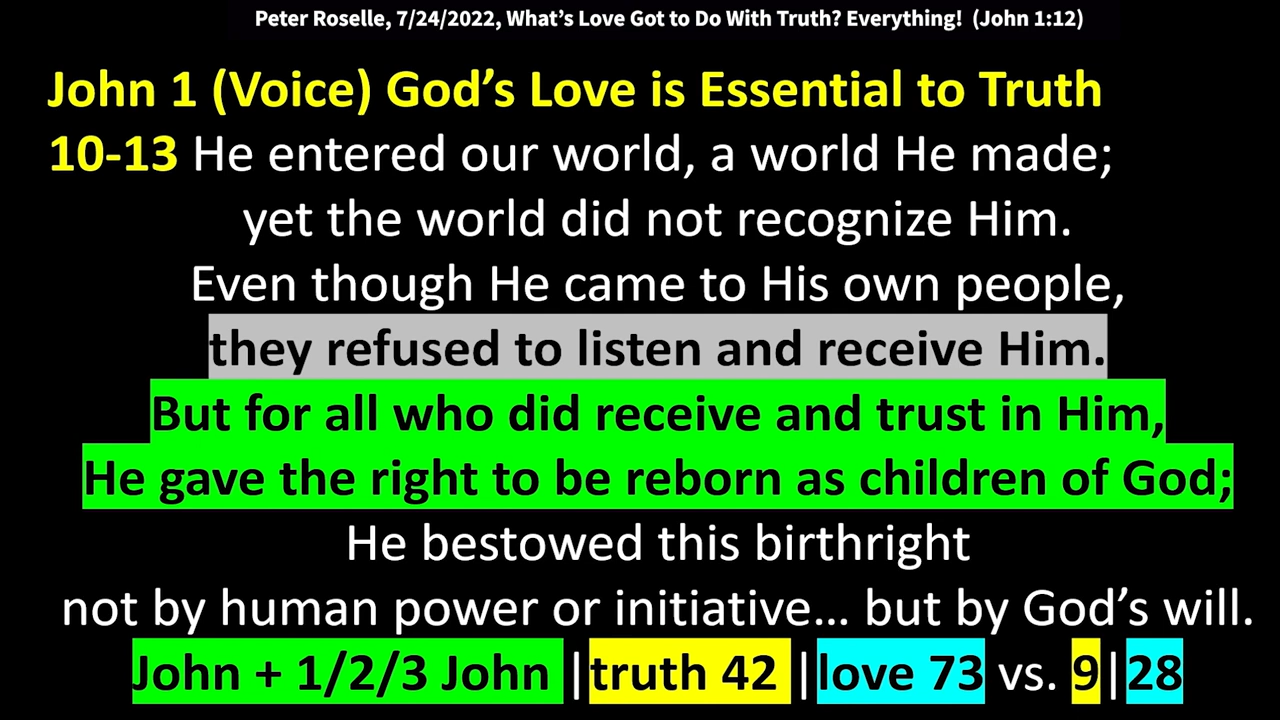 Peter Roselle, 7/24/2022, What’s Love Got to Do With Truth? Everything!  (John 1:12)
John 1 (Voice) God’s Love is Essential to Truth
10-13 He entered our world, a world He made;
yet the world did not recognize Him.
Even though He came to His own people,
they refused to listen and receive Him.
But for all who did receive and trust in Him,
He gave the right to be reborn as children of God;
He bestowed this birthright
not by human power or initiative… but by God’s will.
John + 1/2/3 John |truth 42 |love 73 vs. 9|28